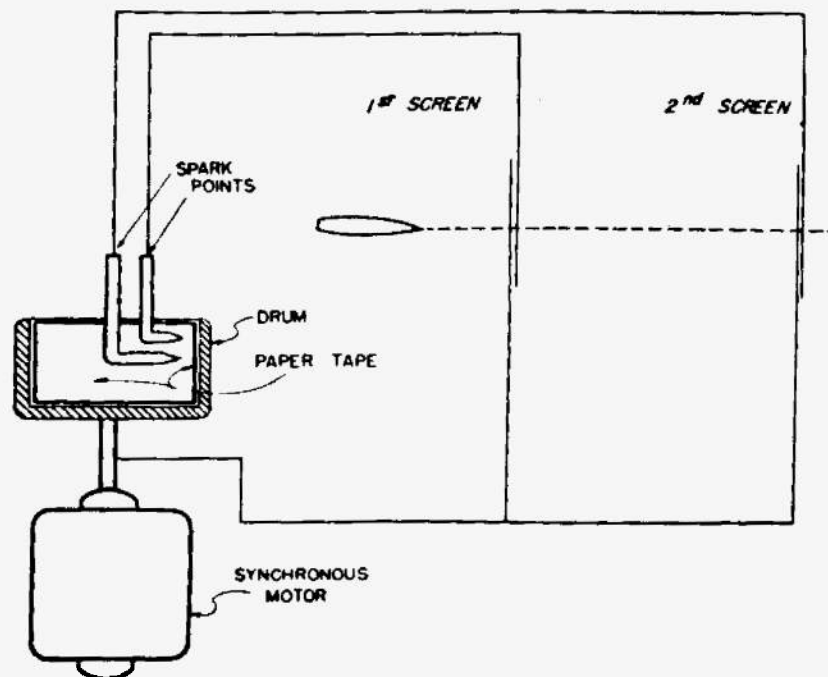 1st SCREEN
2nd SCREEN
SPARK
POINTS
DRUM
PAPER TAPE
SYNCHRONOUS
MOTOR